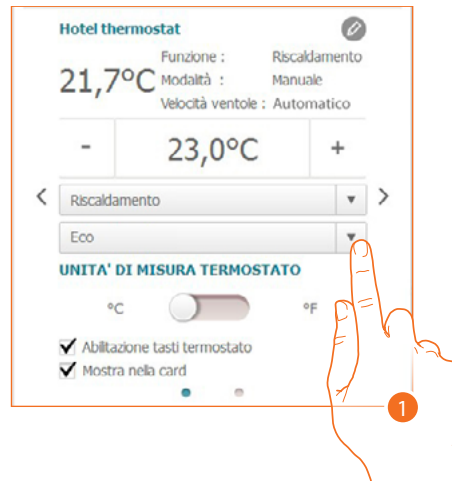 Hotel thermostat
21,7°C
Funzione : Riscaldamento
Modalità : Manuale
Velocità ventole : Automatico
- 23,0°C +
Riscaldamento
Eco
UNITA' DI MISURA TERMOSTATO
°C °F
Abilitazione tasti termostato
Mostra nella card
1